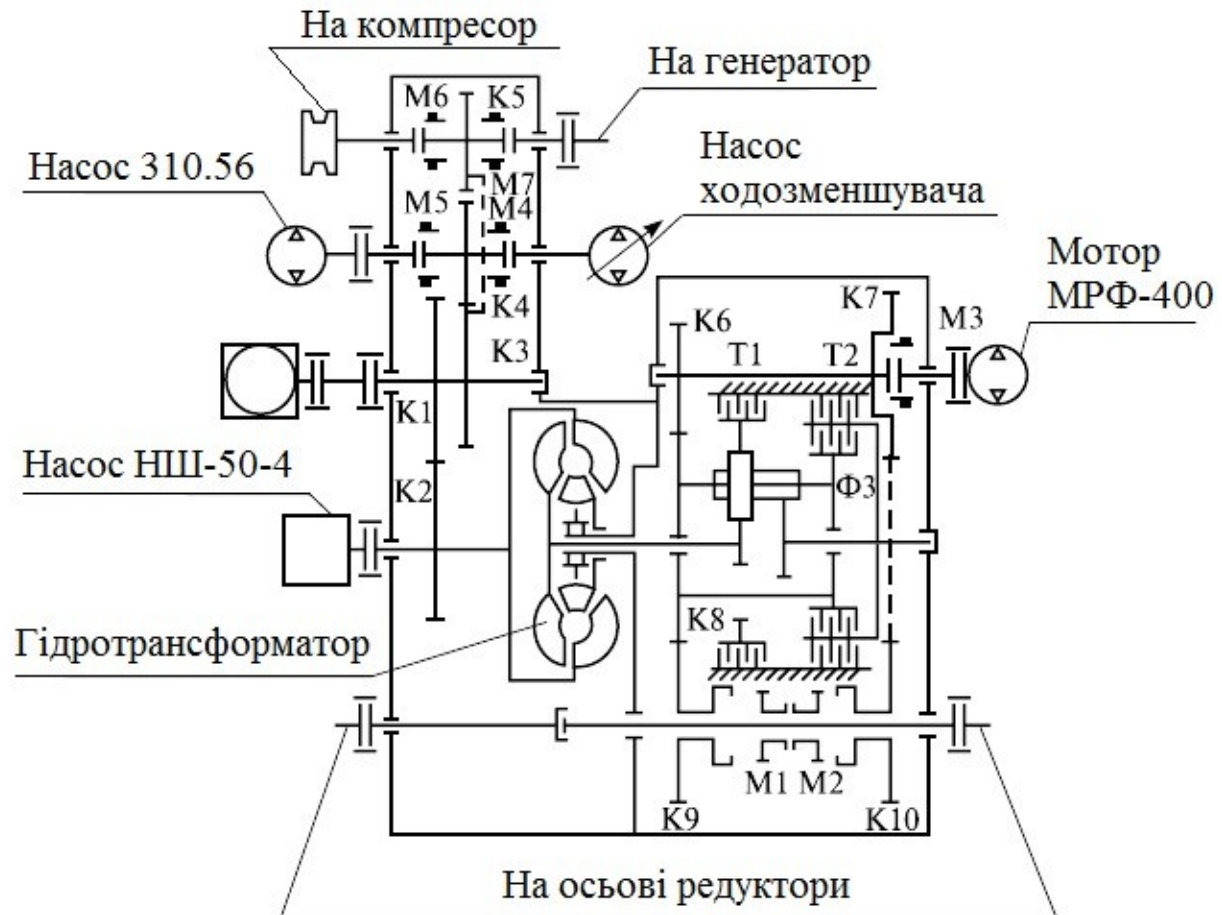 На компресор
На генератор
М6
К5
Насос 310.56
Насос
ходозменшувача
М7
М5
М4
Мотор
МРФ-400
К4
К7
К6
М3
К3
Т1
Т2
К1
Насос НШ-50-4
К2
Ф3
К8
Гідротрансформатор
М1
М2
К9
К10
На осьові редуктори